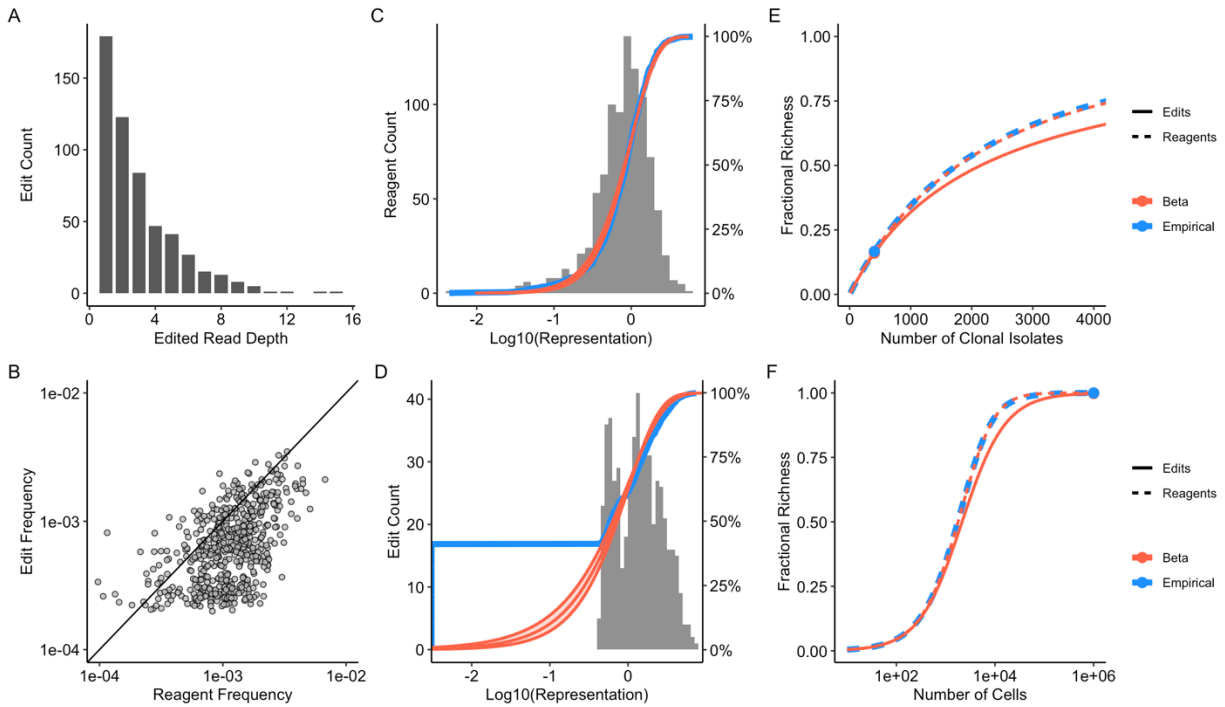 A
150
100
50
0
Edit Count
0
4
8
12
16
Edited Read Depth
B
1e-02
1e-03
1e-04
Edit Frequency
1e-04
1e-03
1e-02
Reagent Frequency
C
100
50
0
Reagent Count
100%
75%
50%
25%
0%
-2
-1
0
Log10(Representation)
D
40
30
20
10
0
Edit Count
100%
75%
50%
25%
0%
-2
-1
0
Log10(Representation)
E
1.00
0.75
0.50
0.25
0.00
Fractional Richness
0
1000
2000
3000
4000
Number of Clonal Isolates
Edits
Reagents
Beta
Empirical
F
1.00
0.75
0.50
0.25
0.00
Fractional Richness
1e+02
1e+04
1e+06
Number of Cells
Edits
Reagents
Beta
Empirical